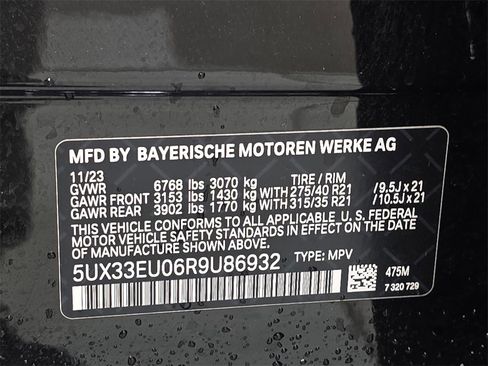 MFD BY BAYERISCHE MOTOREN WERKE AG
11/23 TIRE / RIM
GVWR 6768 lbs 3070 kg
GAWR FRONT 3153 lbs 1430 kg WITH 275/40 R21 /9.5J x 21
GAWR REAR 3902 lbs 1770 kg WITH 315/35 R21 /10.5J x 21
THIS VEHICLE CONFORMS TO ALL APPLICABLE U. S. FEDERAL
MOTOR VEHICLE SAFETY STANDARDS IN EFFECT ON THE DATE
OF MANUFACTURE SHOWN ABOVE.
5UX33EU06R9U86932 TYPE: MPV
475M
7 320 729